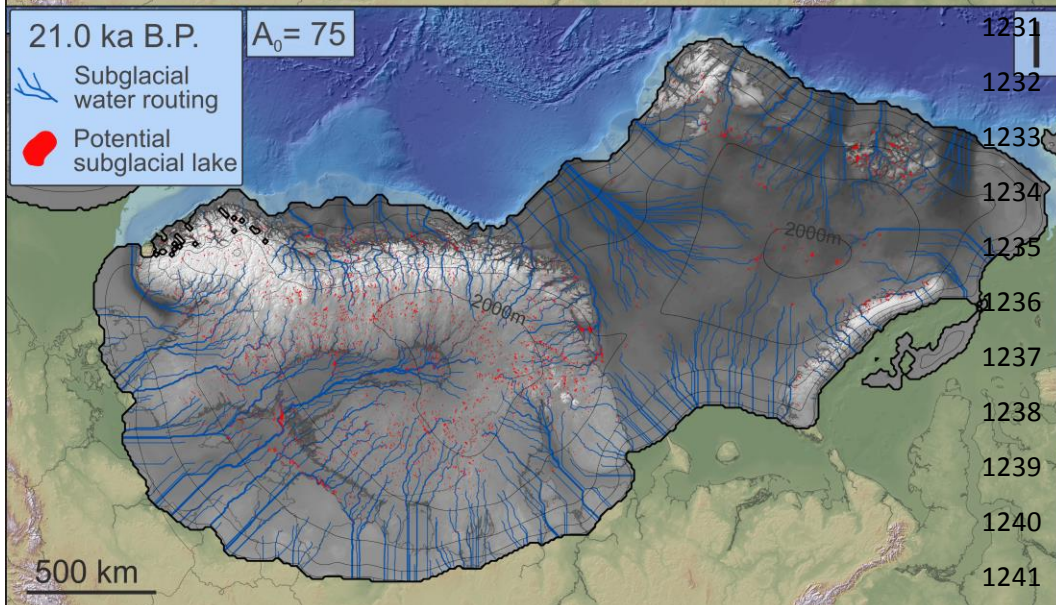 21.0 ka B.P.
A₀= 75
Subglacial
water routing
Potential
subglacial lake
2000m
2000m
500 km
I
1231
1232
1233
1234
1235
1236
1237
1238
1239
1240
1241